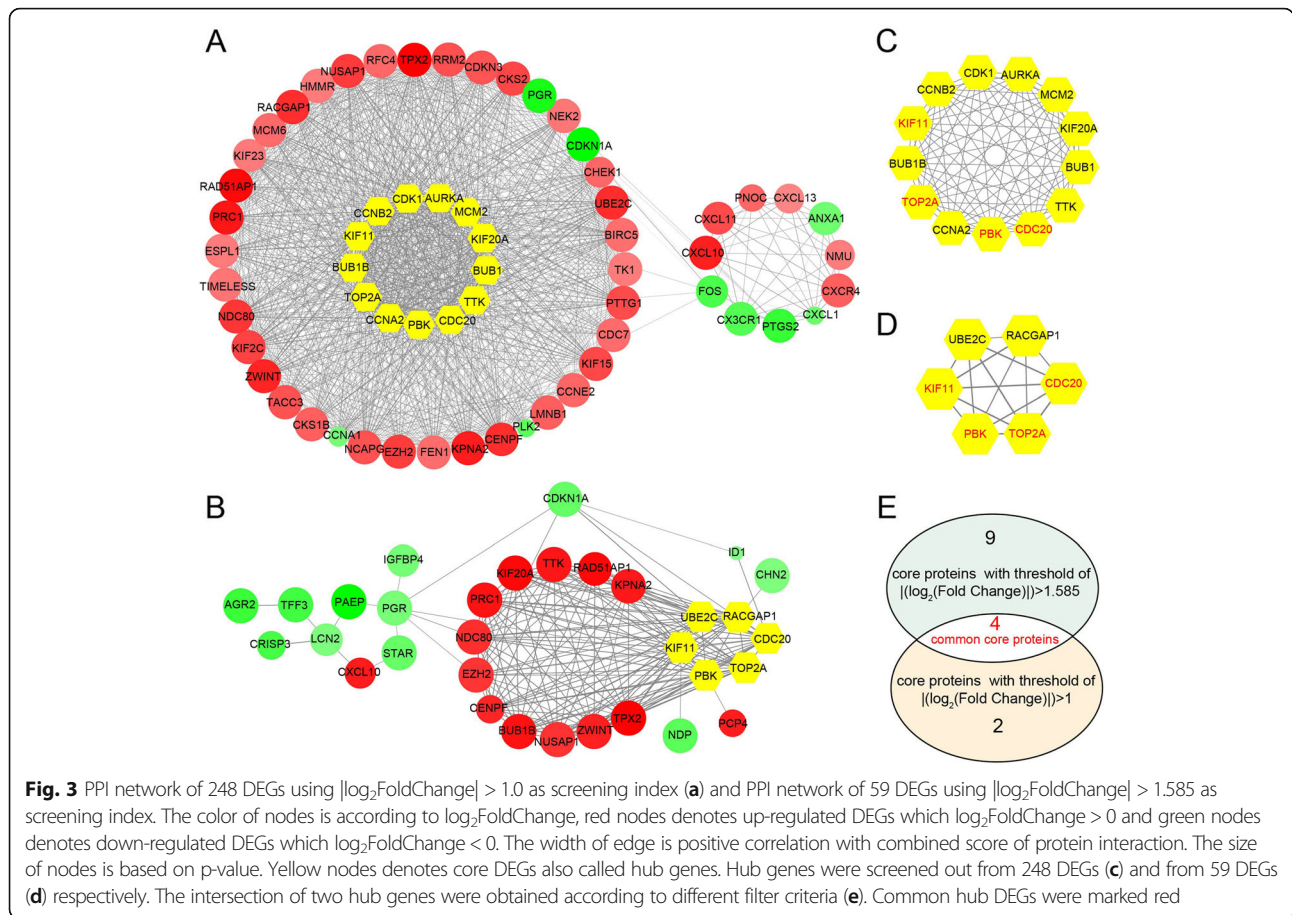 A
RFC4
TPX2
RRM2
CDKN3
CKS2
PGR
NEK2
CDKN1A
CHEK1
UBE2C
BIRC5
TK1
PTTG1
CDC7
KIF15
CCNE2
LMNB1
PLK2
CENPF
KPNA2
FEN1
EZH2
NCAPG
CCNA1
CKS1B
TACC3
ZWINT
KIF2C
NDC80
TIMELESS
ESPL1
PRC1
RAD51AP1
KIF23
MCM6
RACGAP1
HMMR
NUSAP1
CDK1
AURKA
MCM2
KIF20A
BUB1
TTK
CDC20
PBK
CCNA2
TOP2A
BUB1B
KIF11
CCNB2
PNOC
CXCL13
ANXA1
NMU
CXCR4
CXCL1
PTGS2
CX3CR1
FOS
CXCL10
CXCL11
C
CDK1
AURKA
MCM2
KIF20A
BUB1
TTK
CDC20
PBK
CCNA2
TOP2A
BUB1B
KIF11
CCNB2
D
UBE2C
RACGAP1
CDC20
TOP2A
PBK
KIF11
B
CDKN1A
IGFBP4
AGR2
TFF3
PAEP
PGR
CRISP3
LCN2
STAR
CXCL10
KIF20A
TTK
RAD51AP1
KPNA2
PRC1
NDC80
EZH2
CENPF
BUB1B
NUSAP1
ZWINT
TPX2
ID1
CHN2
UBE2C
RACGAP1
CDC20
KIF11
TOP2A
PBK
NDP
PCP4
E
9
core proteins with threshold of
|(log2(Fold Change)|)>1.585
4
common core proteins
core proteins with threshold of
|(log2(Fold Change)|)>1
2
Fig. 3 PPI network of 248 DEGs using |log2FoldChange| > 1.0 as screening index (a) and PPI network of 59 DEGs using |log2FoldChange| > 1.585 as
screening index. The color of nodes is according to log2FoldChange, red nodes denotes up-regulated DEGs which log2FoldChange > 0 and green nodes
denotes down-regulated DEGs which log2FoldChange < 0. The width of edge is positive correlation with combined score of protein interaction. The size
of nodes is based on p-value. Yellow nodes denotes core DEGs also called hub genes. Hub genes were screened out from 248 DEGs (c) and from 59 DEGs
(d) respectively. The intersection of two hub genes were obtained according to different filter criteria (e). Common hub DEGs were marked red